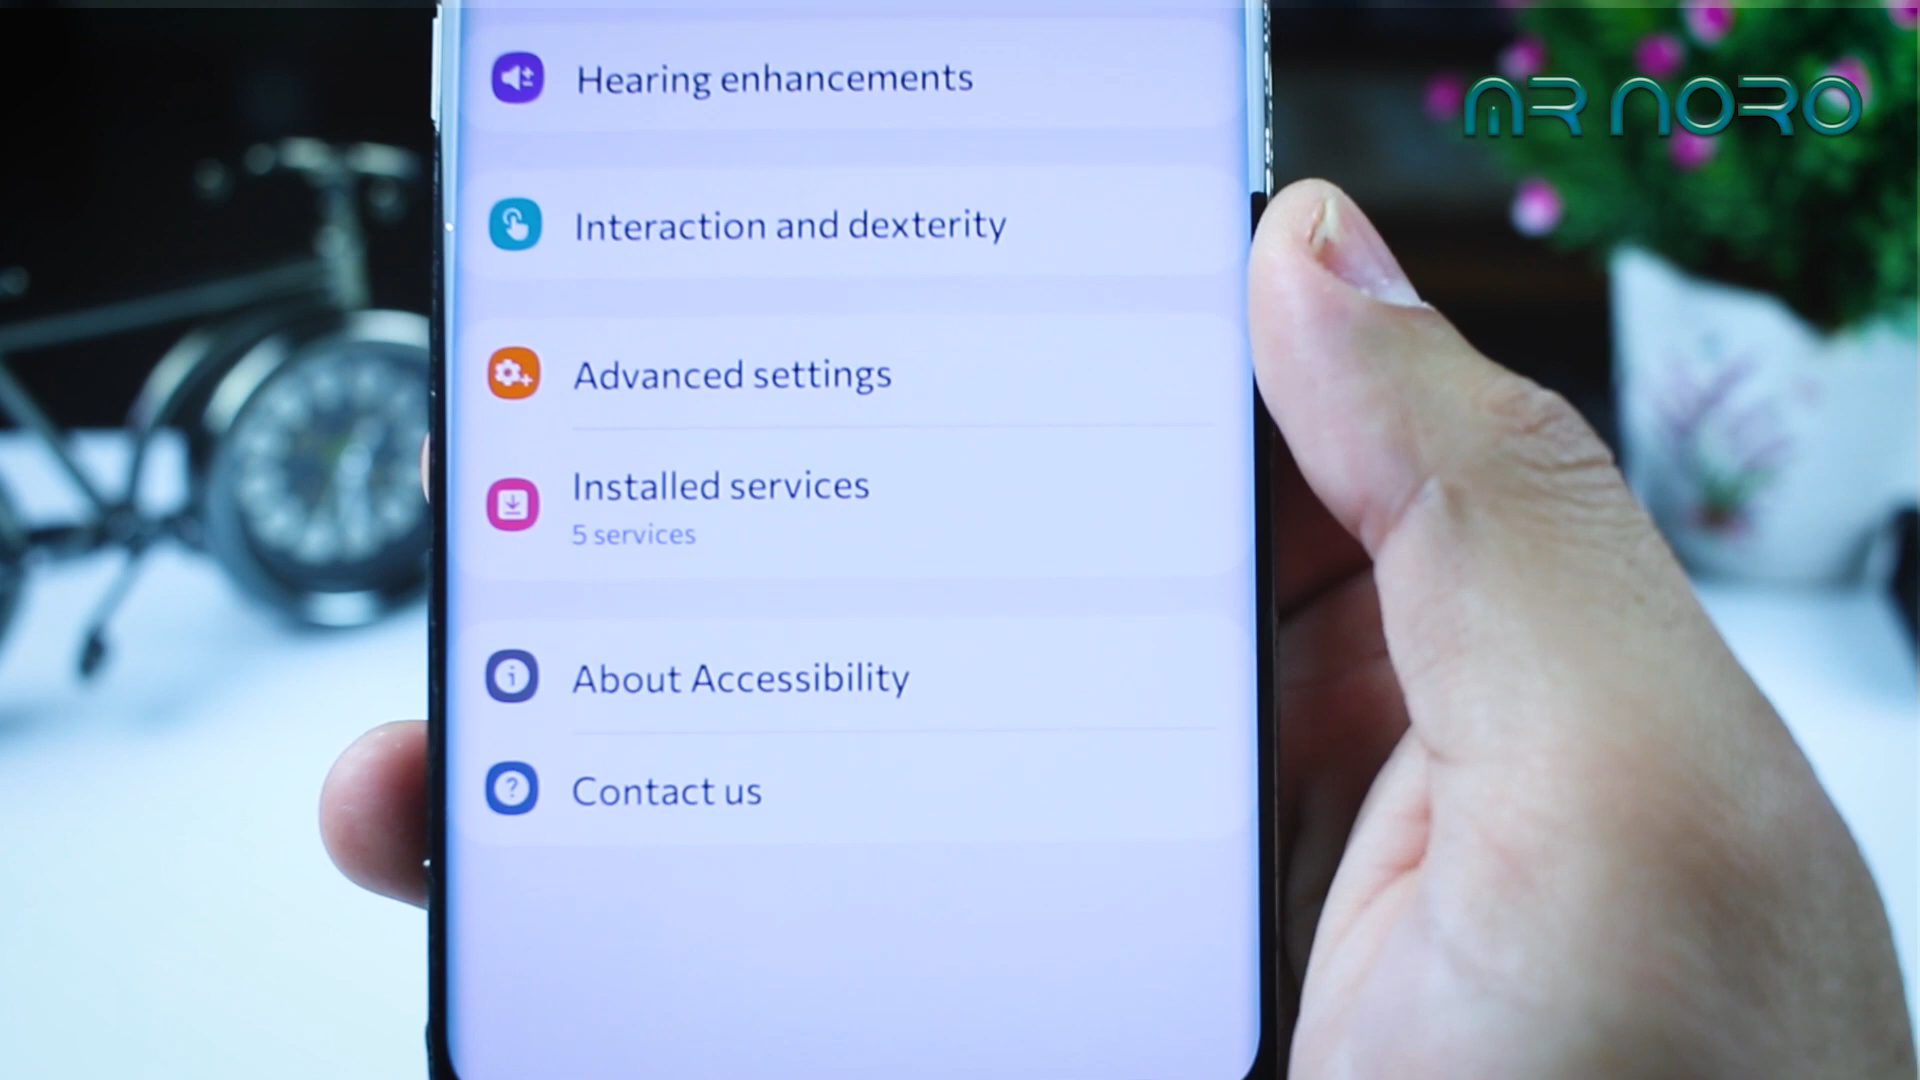 MR NORO
Hearing enhancements
Interaction and dexterity
Advanced settings
Installed services
5 services
About Accessibility
Contact us